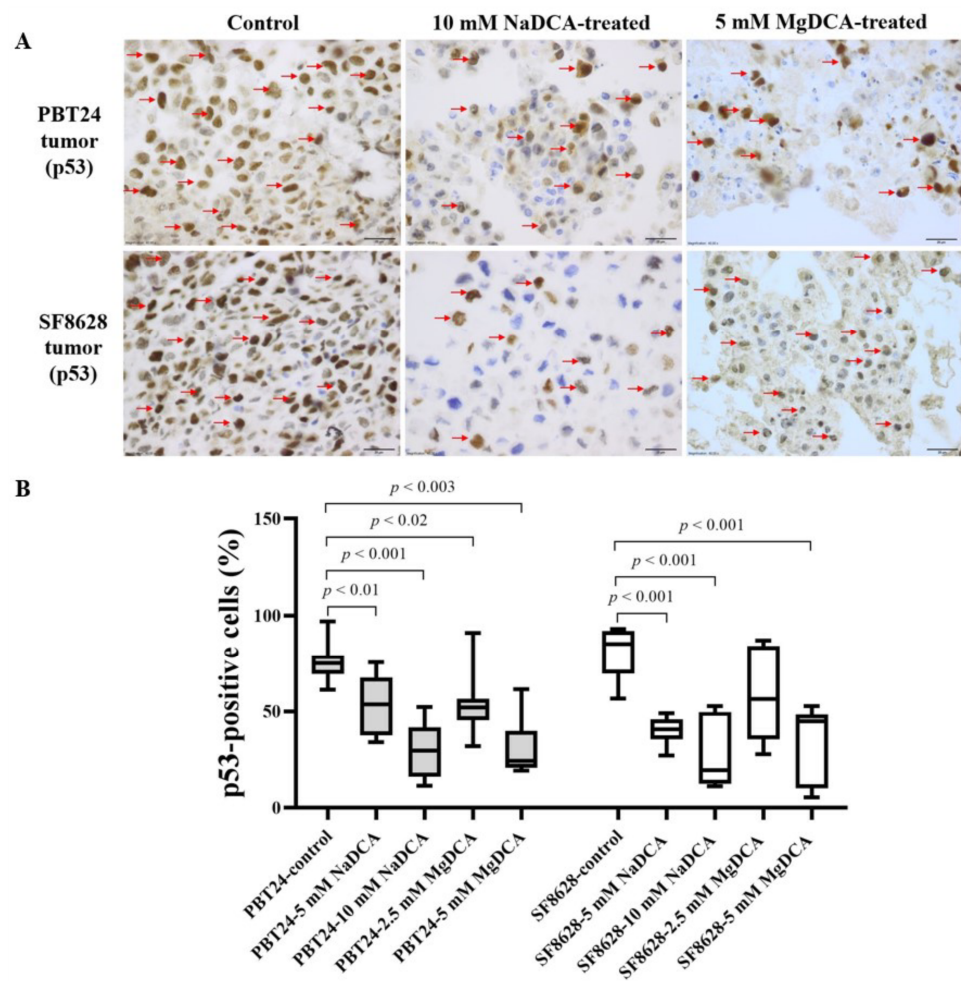 Control
10 mM NaDCA-treated
5 mM MgDCA-treated
A
PBT24
tumor
(p53)
SF8628
tumor
(p53)
B
p53-positive cells (%)
150
100
50
0
p < 0.003
p < 0.02
p < 0.001
p < 0.01
p < 0.001
p < 0.001
p < 0.001
PBT24-control
PBT24-5 mM NaDCA
PBT24-10 mM NaDCA
PBT24-2.5 mM MgDCA
PBT24-5 mM MgDCA
SF8628-control
SF8628-5 mM NaDCA
SF8628-10 mM NaDCA
SF8628-2.5 mM MgDCA
SF8628-5 mM MgDCA